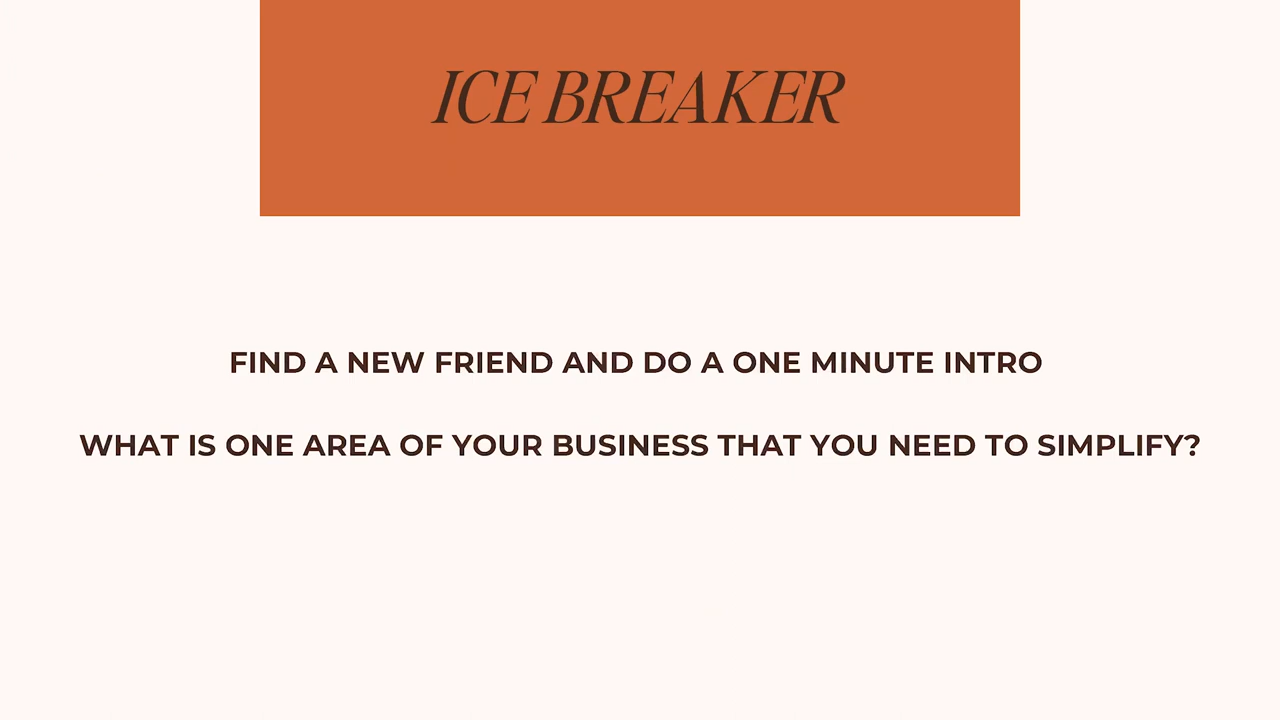 ICE BREAKER
FIND A NEW FRIEND AND DO A ONE MINUTE INTRO
WHAT IS ONE AREA OF YOUR BUSINESS THAT YOU NEED TO SIMPLIFY?